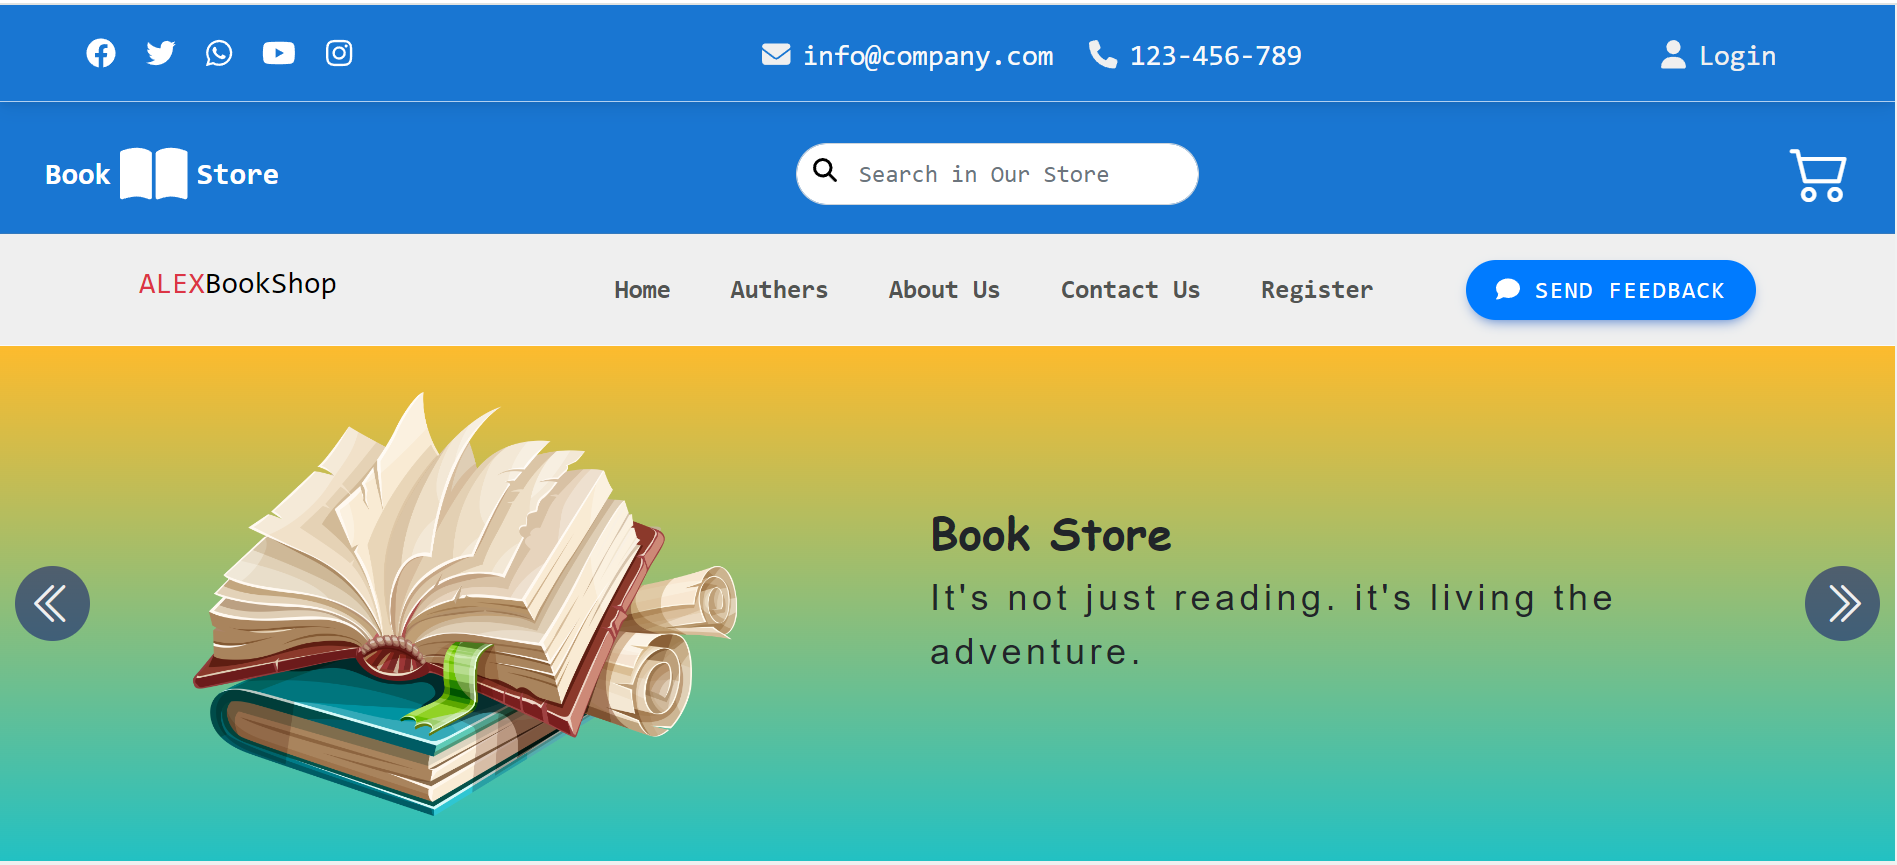 info@company.com 123-456-789 Login
Book Store
Search in Our Store
ALEXBookShop
Home Authers About Us Contact Us Register
SEND FEEDBACK
Book Store
It's not just reading. it's living the
adventure.